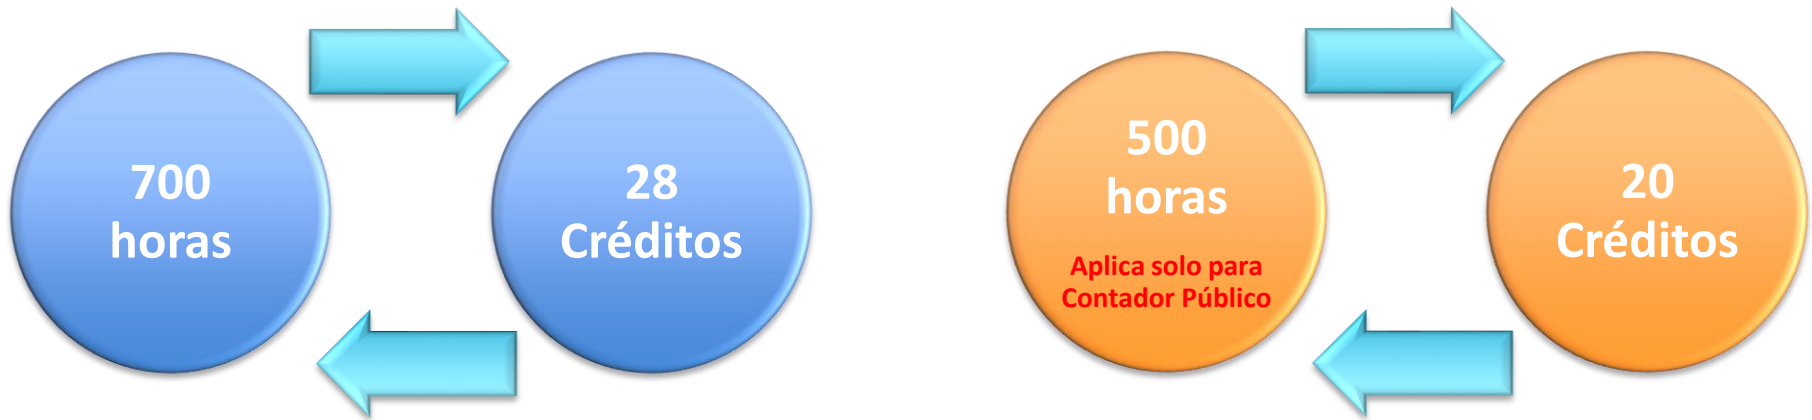 700
horas
28
Créditos
500
horas
Aplica solo para
Contador Público
20
Créditos